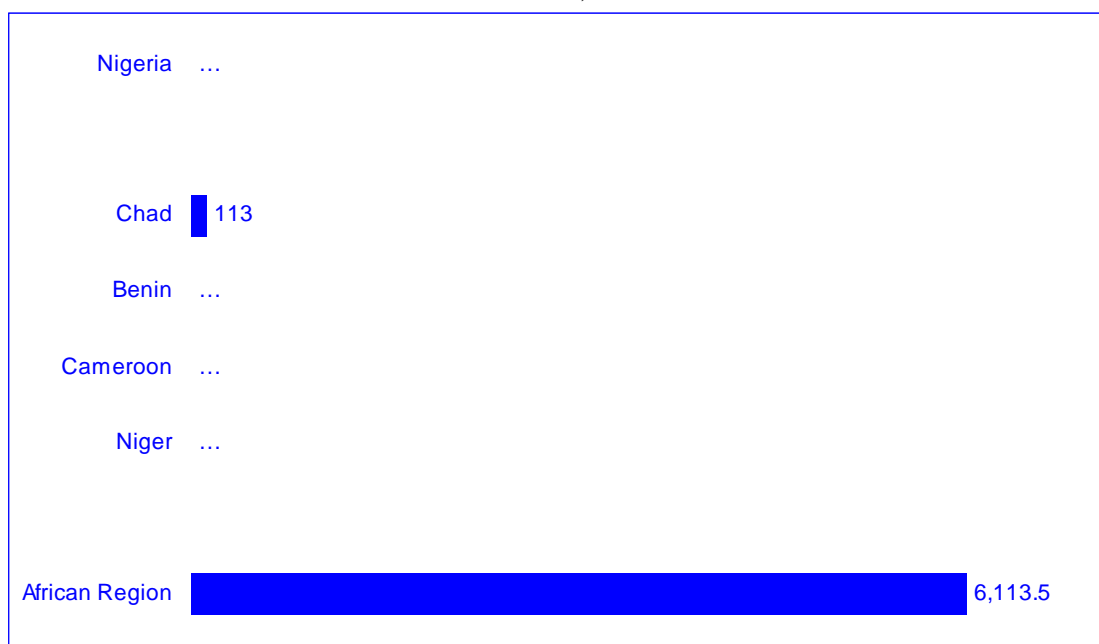 Nigeria …
Chad 113
Benin …
Cameroon …
Niger …
African Region 6,113.5